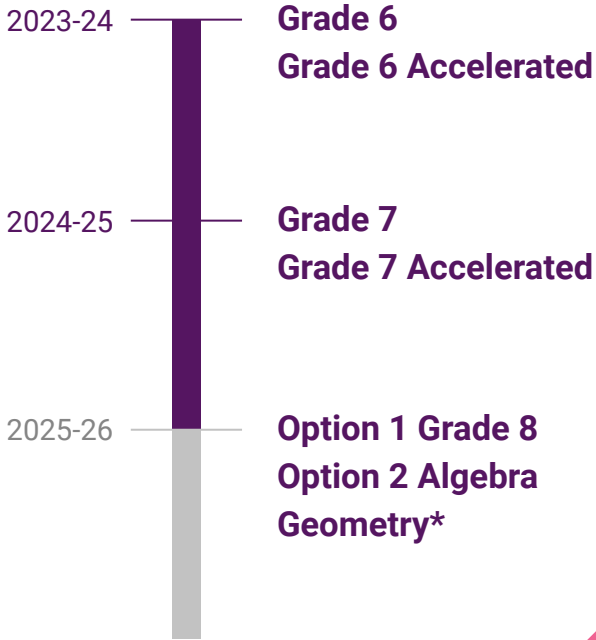 2023-24
Grade 6
Grade 6 Accelerated
2024-25
Grade 7
Grade 7 Accelerated
2025-26
Option 1 Grade 8
Option 2 Algebra
Geometry*